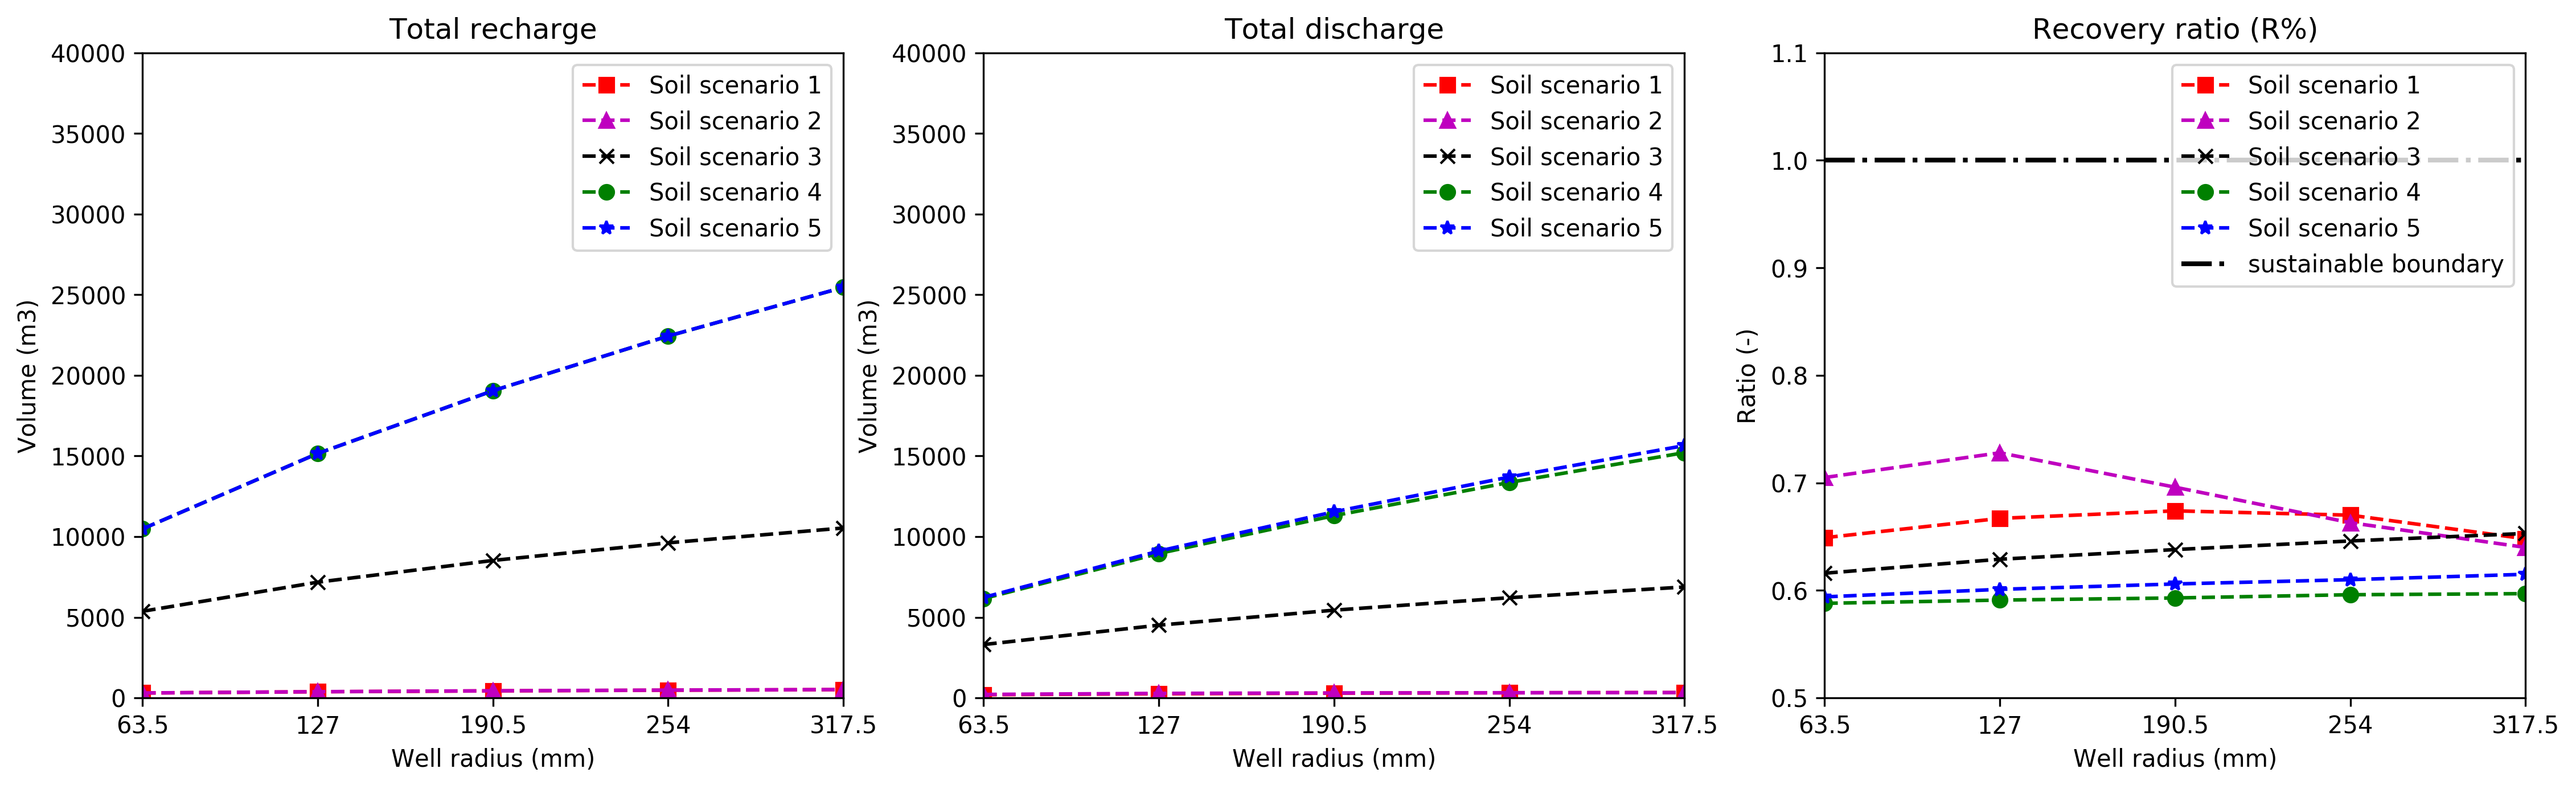 Total recharge
40000
35000
30000
25000
20000
15000
10000
5000
0
Volume (m3)
63.5 127 190.5 254 317.5
Well radius (mm)
Soil scenario 1
Soil scenario 2
Soil scenario 3
Soil scenario 4
Soil scenario 5
Total discharge
40000
35000
30000
25000
20000
15000
10000
5000
0
Volume (m3)
63.5 127 190.5 254 317.5
Well radius (mm)
Soil scenario 1
Soil scenario 2
Soil scenario 3
Soil scenario 4
Soil scenario 5
Recovery ratio (R%)
1.1
1.0
0.9
0.8
0.7
0.6
0.5
Ratio (-)
63.5 127 190.5 254 317.5
Well radius (mm)
Soil scenario 1
Soil scenario 2
Soil scenario 3
Soil scenario 4
Soil scenario 5
sustainable boundary